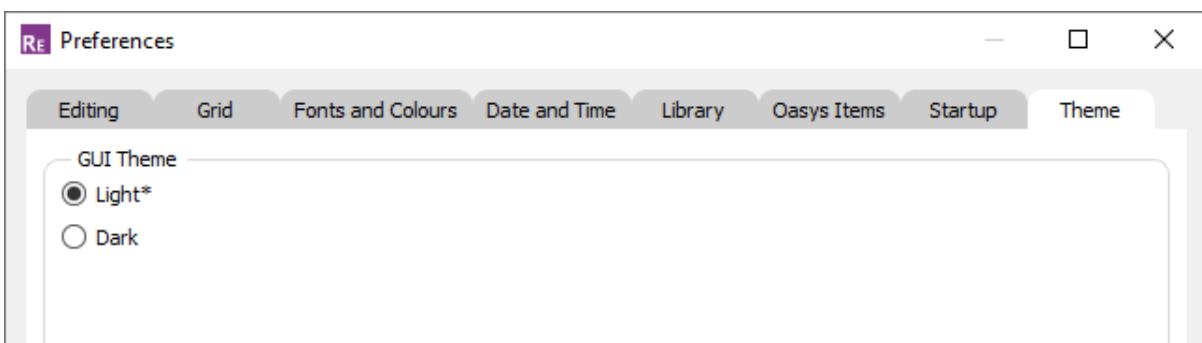 RE Preferences
Editing Grid Fonts and Colours Date and Time Library Oasys Items Startup Theme
GUI Theme
Light*
Dark